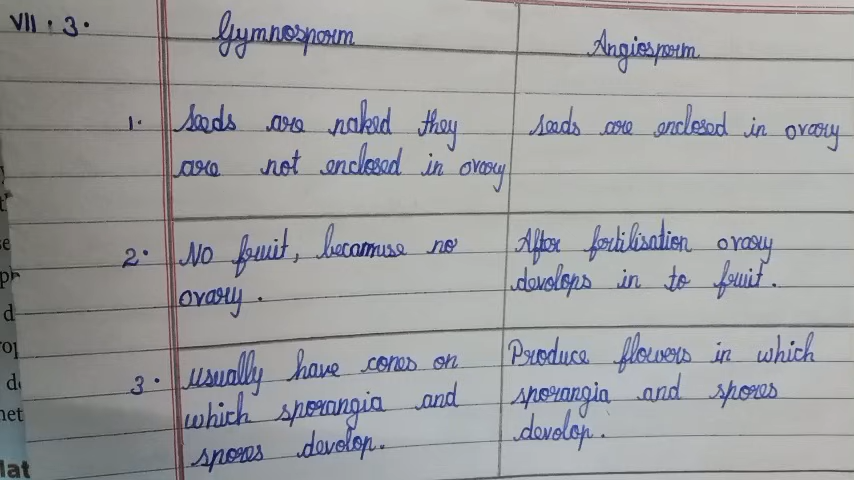 VII . 3 .
Gymnosperm
Angiosperm
1. Seeds are naked they
are not enclosed in ovary
seeds are enclosed in ovary
2. No fruit, becamuse no
ovary.
After fertilisation ovary
develops in to fruit.
3. usually have cones on
which sporangia and
spores develop.
Produce flowers in which
sporangia and spores
develop.